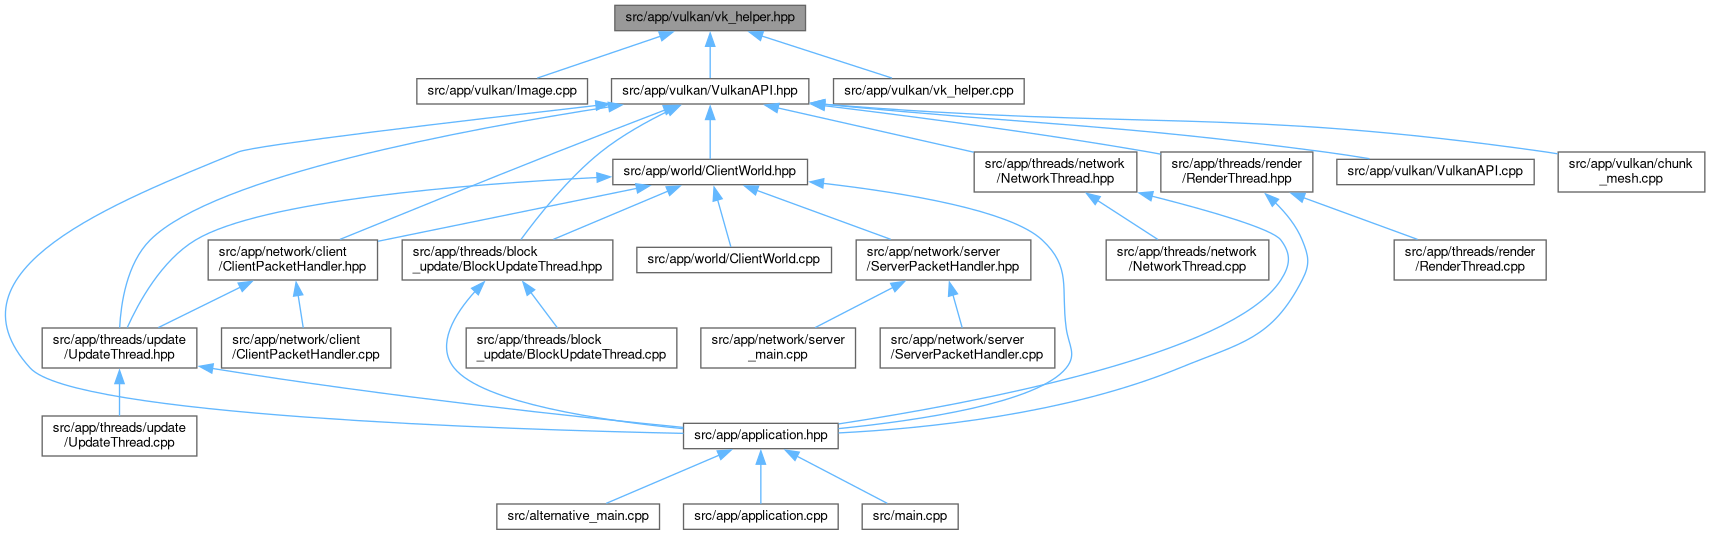 src/app/vulkan/vk_helper.hpp
src/app/vulkan/Image.cpp
src/app/vulkan/VulkanAPI.hpp
src/app/vulkan/vk_helper.cpp
src/app/world/ClientWorld.hpp
src/app/threads/network
/NetworkThread.hpp
src/app/threads/render
/RenderThread.hpp
src/app/vulkan/VulkanAPI.cpp
src/app/vulkan/chunk
_mesh.cpp
src/app/network/client
/ClientPacketHandler.hpp
src/app/threads/block
_update/BlockUpdateThread.hpp
src/app/world/ClientWorld.cpp
src/app/network/server
/ServerPacketHandler.hpp
src/app/threads/network
/NetworkThread.cpp
src/app/threads/render
/RenderThread.cpp
src/app/threads/update
/UpdateThread.hpp
src/app/network/client
/ClientPacketHandler.cpp
src/app/threads/block
_update/BlockUpdateThread.cpp
src/app/network/server
_main.cpp
src/app/network/server
/ServerPacketHandler.cpp
src/app/threads/update
/UpdateThread.cpp
src/app/application.hpp
src/alternative_main.cpp
src/app/application.cpp
src/main.cpp